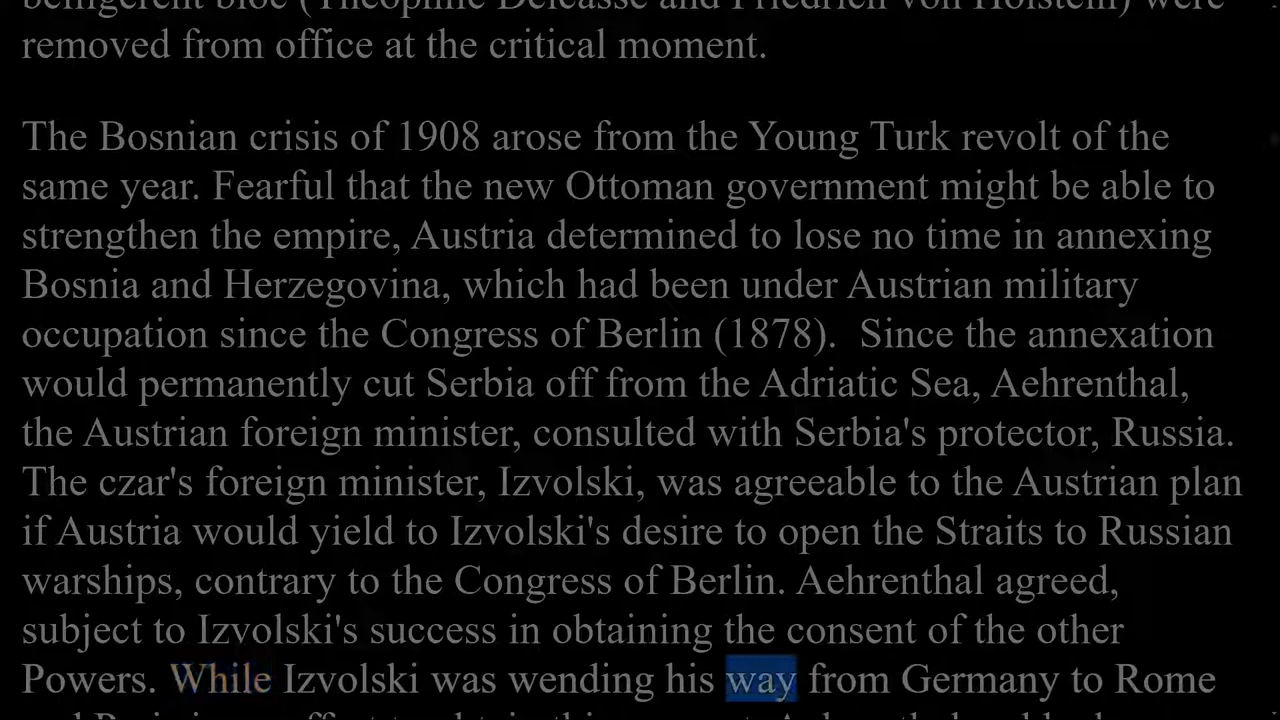 removed from office at the critical moment.
The Bosnian crisis of 1908 arose from the Young Turk revolt of the
same year. Fearful that the new Ottoman government might be able to
strengthen the empire, Austria determined to lose no time in annexing
Bosnia and Herzegovina, which had been under Austrian military
occupation since the Congress of Berlin (1878).  Since the annexation
would permanently cut Serbia off from the Adriatic Sea, Aehrenthal,
the Austrian foreign minister, consulted with Serbia's protector, Russia.
The czar's foreign minister, Izvolski, was agreeable to the Austrian plan
if Austria would yield to Izvolski's desire to open the Straits to Russian
warships, contrary to the Congress of Berlin. Aehrenthal agreed,
subject to Izvolski's success in obtaining the consent of the other
Powers. While Izvolski was wending his way from Germany to Rome